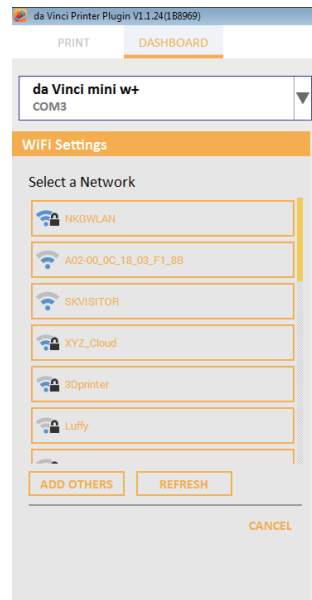 da Vinci Printer Plugin V1.1.24(1B8969)
PRINT DASHBOARD
da Vinci mini w+
COM3
WiFi Settings
Select a Network
NKGWLAN
A02-00_0C_18_03_F1_8B
SKVISITOR
XYZ_Cloud
3Dprinter
Luffy
ADD OTHERS REFRESH
CANCEL